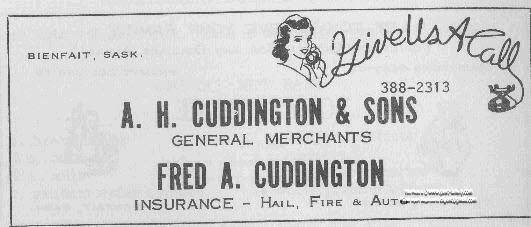 BIENFAIT, SASK.
Give Us A Call
388-2313
A. H. CUDDINGTON & SONS
GENERAL MERCHANTS
FRED A. CUDDINGTON
INSURANCE - HAIL, FIRE & AUTO